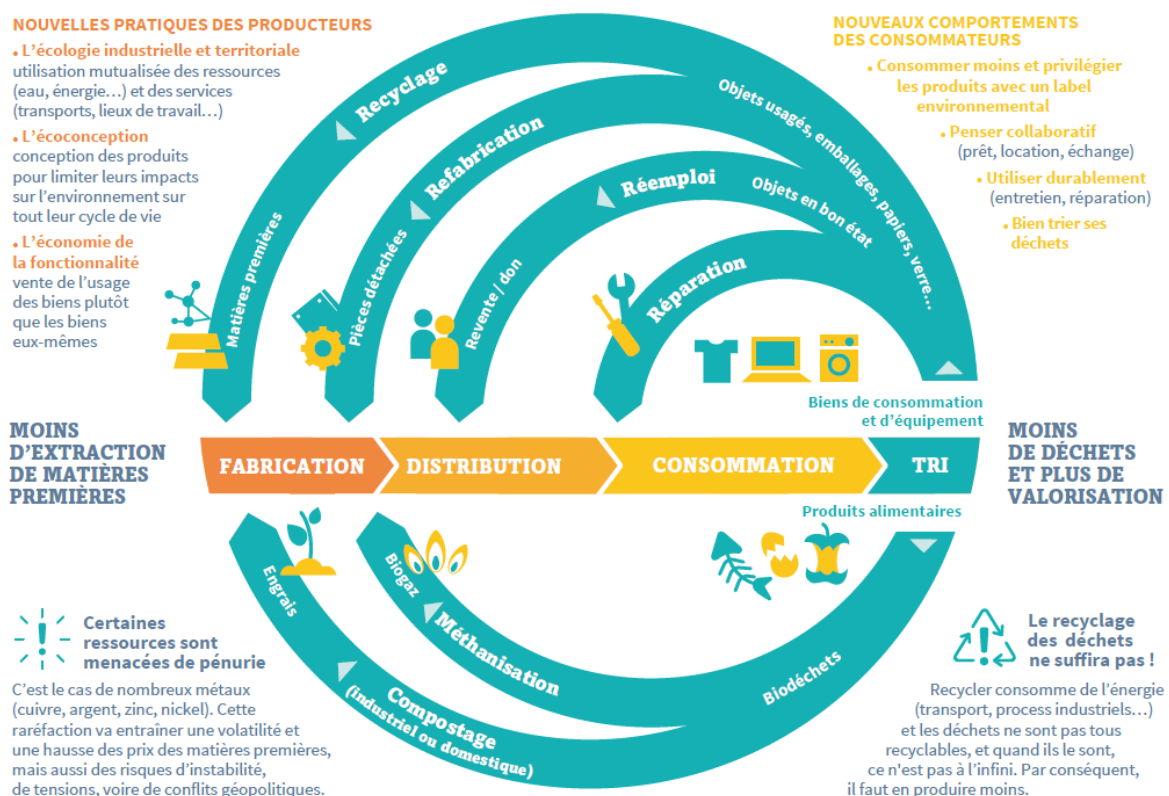 NOUVELLES PRATIQUES DES PRODUCTEURS
• L'écologie industrielle et territoriale
utilisation mutualisée des ressources
(eau, énergie…) et des services
(transports, lieux de travail…)
• L'écoconception
conception des produits
pour limiter leurs impacts
sur l'environnement sur
tout leur cycle de vie
• L'économie de
la fonctionnalité
vente de l'usage
des biens plutôt
que les biens
eux-mêmes
NOUVEAUX COMPORTEMENTS
DES CONSOMMATEURS
• Consommer moins et privilégier
les produits avec un label
environnemental
• Penser collaboratif
(prêt, location, échange)
• Utiliser durablement
(entretien, réparation)
• Bien trier ses
déchets
Recyclage
Matières premières
Objets usagés, emballages, papiers, verre…
Refabrication
Pièces détachées
Réemploi
Revente / don
Objets en bon état
Réparation
Biens de consommation
et d'équipement
MOINS
D'EXTRACTION
DE MATIÈRES
PREMIÈRES
FABRICATION
DISTRIBUTION
CONSOMMATION
TRI
MOINS
DE DÉCHETS
ET PLUS DE
VALORISATION
Produits alimentaires
Engrais
Biogaz
Méthanisation
Biodéchets
Compostage
(industriel ou domestique)
Certaines
ressources sont
menacées de pénurie
C'est le cas de nombreux métaux
(cuivre, argent, zinc, nickel). Cette
raréfaction va entraîner une volatilité et
une hausse des prix des matières premières,
mais aussi des risques d'instabilité,
de tensions, voire de conflits géopolitiques.
Le recyclage
des déchets
ne suffira pas !
Recycler consomme de l'énergie
(transport, process industriels…)
et les déchets ne sont pas tous
recyclables, et quand ils le sont,
ce n'est pas à l'infini. Par conséquent,
il faut en produire moins.